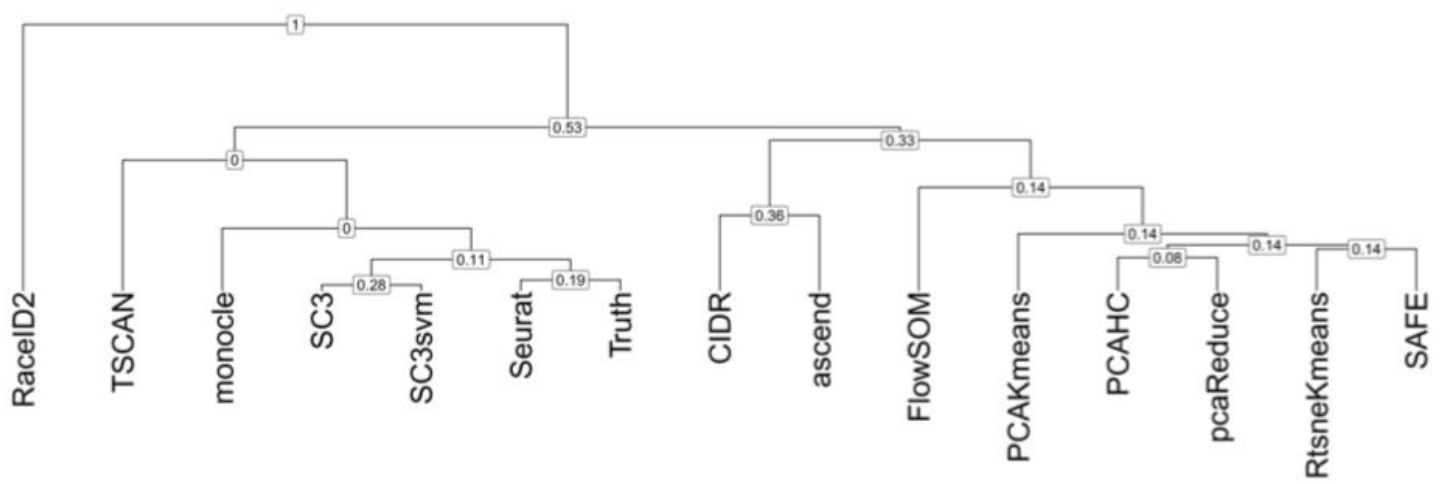 1
0.53
0.33
0
0.14
0.36
0
0.14
0.14
0.14
0.11
0.08
0.19
0.28
RaceID2
TSCAN
monocle
SC3
SC3svm
Seurat
Truth
CIDR
ascend
FlowSOM
PCAKmeans
PCAHC
pcaReduce
RtsneKmeans
SAFE